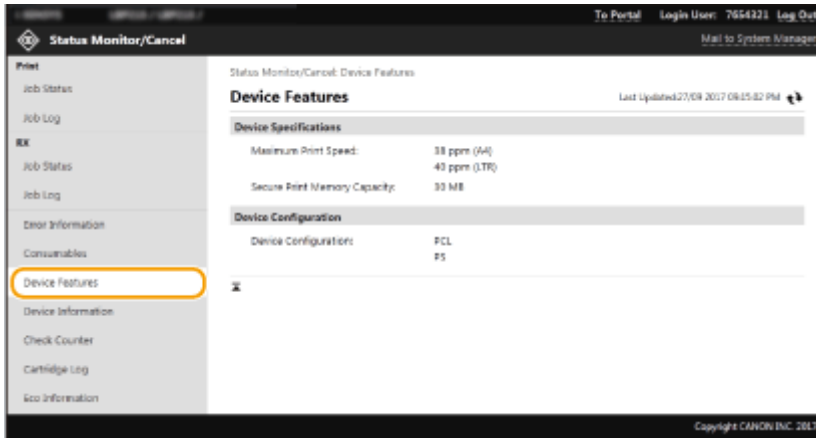 To Portal Login User: 7654321 Log Out
Status Monitor/Cancel
Mail to System Manager
Print
Job Status
Job Log
RX
Job Status
Job Log
Error Information
Consumables
Device Features
Device Information
Check Counter
Cartridge Log
Eco Information
Status Monitor/Cancel: Device Features
Device Features
Last Updated:27/09 2017 09:15:02 PM
Device Specifications
Maximum Print Speed: 38 ppm (A4)
40 ppm (LTR)
Secure Print Memory Capacity: 30 MB
Device Configuration
Device Configuration: PCL
PS
Copyright CANON INC. 2017